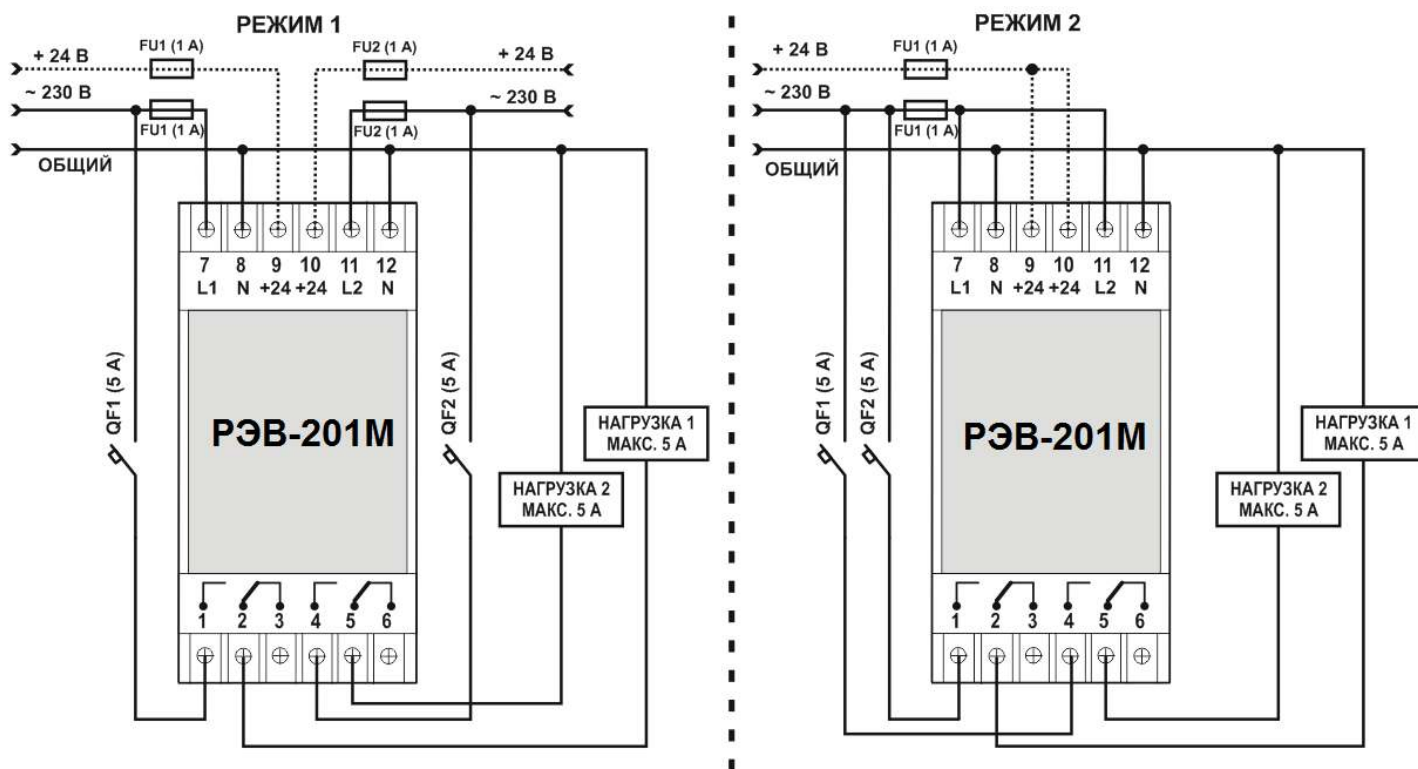 РЕЖИМ 1
+ 24 В
FU1 (1 А)
FU2 (1 А)
+ 24 В
~ 230 В
FU1 (1 А)
FU2 (1 А)
~ 230 В
ОБЩИЙ
7 8 9 10 11 12
L1 N +24 +24 L2 N
QF1 (5 А)
РЭВ-201М
QF2 (5 А)
НАГРУЗКА 1
МАКС. 5 А
НАГРУЗКА 2
МАКС. 5 А
1 2 3 4 5 6
РЕЖИМ 2
+ 24 В
FU1 (1 А)
~ 230 В
FU1 (1 А)
ОБЩИЙ
7 8 9 10 11 12
L1 N +24 +24 L2 N
QF1 (5 А)
QF2 (5 А)
РЭВ-201М
НАГРУЗКА 1
МАКС. 5 А
НАГРУЗКА 2
МАКС. 5 А
1 2 3 4 5 6